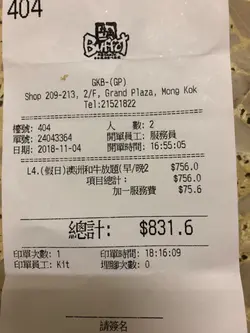 404
Buffet
GKB-(GP)
Shop 209-213, 2/F, Grand Plaza, Mong Kok
Tel:21521822
檯號: 404 人 數: 2
單號: 24043364 開單員工: 服務員
日期: 2018-11-04 開單時間: 16:55:05
L4.(假日)澳洲和牛放題(早/晚2 $756.0
項目總計: $756.0
加一服務費 $75.6
總計: $831.6
印單次數: 1 印單時間: 18:16:09
印單員工: Kit 埋腳次數: 0
請簽名